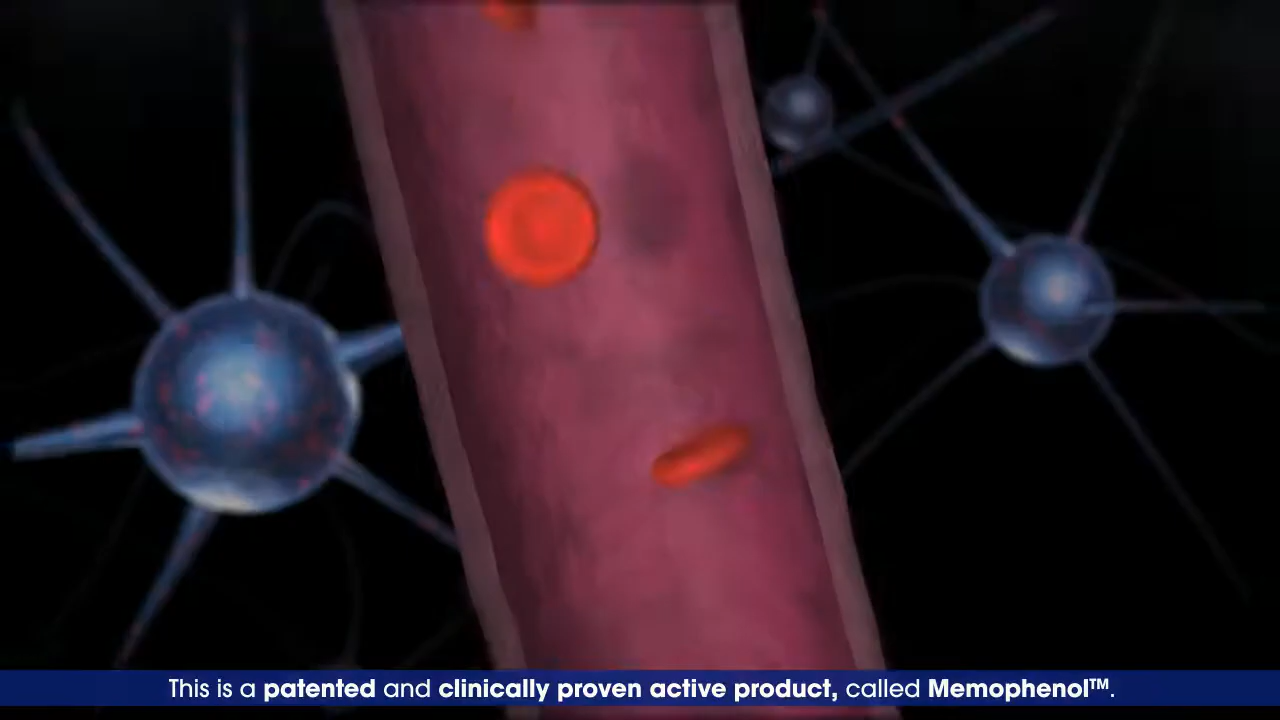 This is a patented and clinically proven active product, called Memophenol™.